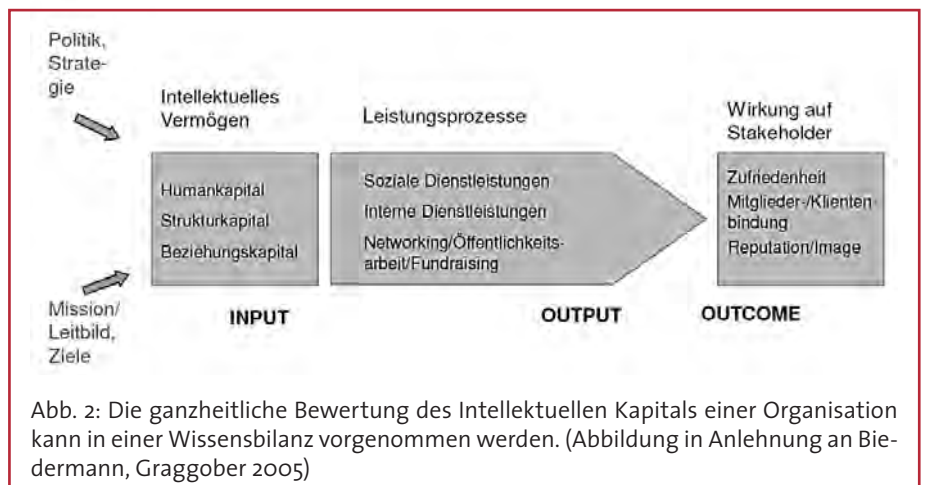 Politik,
Strate-
gie
Intellektuelles
Vermögen
Leistungsprozesse
Wirkung auf
Stakeholder
Humankapital
Strukturkapital
Beziehungskapital
Soziale Dienstleistungen
Interne Dienstleistungen
Networking/Öffentlichkeits-
arbeit/Fundraising
Zufriedenheit
Mitglieder-/Klienten
bindung
Reputation/Image
Mission/
Leitbild,
Ziele
INPUT
OUTPUT
OUTCOME
Abb. 2: Die ganzheitliche Bewertung des Intellektuellen Kapitals einer Organisation
kann in einer Wissensbilanz vorgenommen werden. (Abbildung in Anlehnung an Bie-
dermann, Graggober 2005)